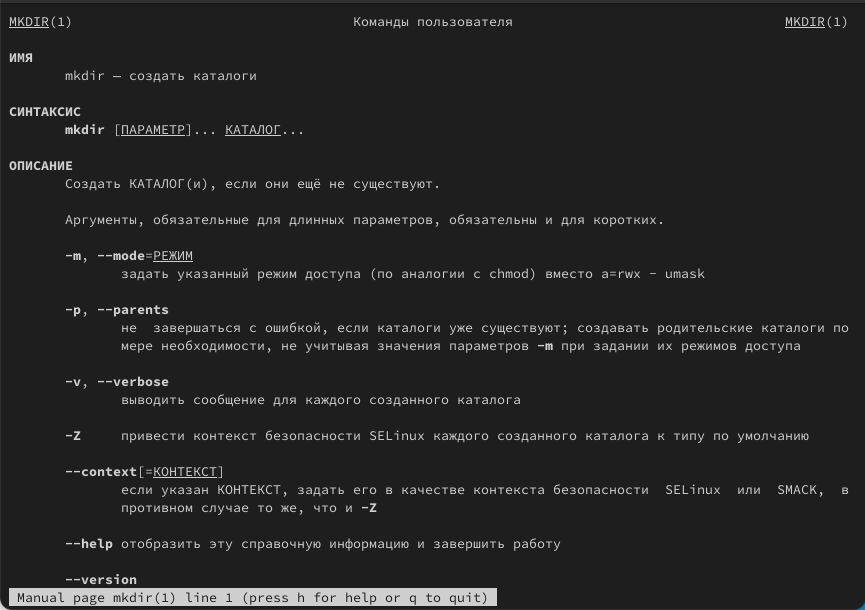 MKDIR(1) Команды пользователя MKDIR(1)
ИМЯ
mkdir — создать каталоги
СИНТАКСИС
mkdir [ПАРАМЕТР]... КАТАЛОГ...
ОПИСАНИЕ
Создать КАТАЛОГ(и), если они ещё не существуют.
Аргументы, обязательные для длинных параметров, обязательны и для коротких.
-m, --mode=РЕЖИМ
задать указанный режим доступа (по аналогии с chmod) вместо a=rwx - umask
-p, --parents
не завершаться с ошибкой, если каталоги уже существуют; создавать родительские каталоги по
мере необходимости, не учитывая значения параметров -m при задании их режимов доступа
-v, --verbose
выводить сообщение для каждого созданного каталога
-Z привести контекст безопасности SELinux каждого созданного каталога к типу по умолчанию
--context[=КОНТЕКСТ]
если указан КОНТЕКСТ, задать его в качестве контекста безопасности SELinux или SMACK, в
противном случае то же, что и -Z
--help отобразить эту справочную информацию и завершить работу
--version
Manual page mkdir(1) line 1 (press h for help or q to quit)